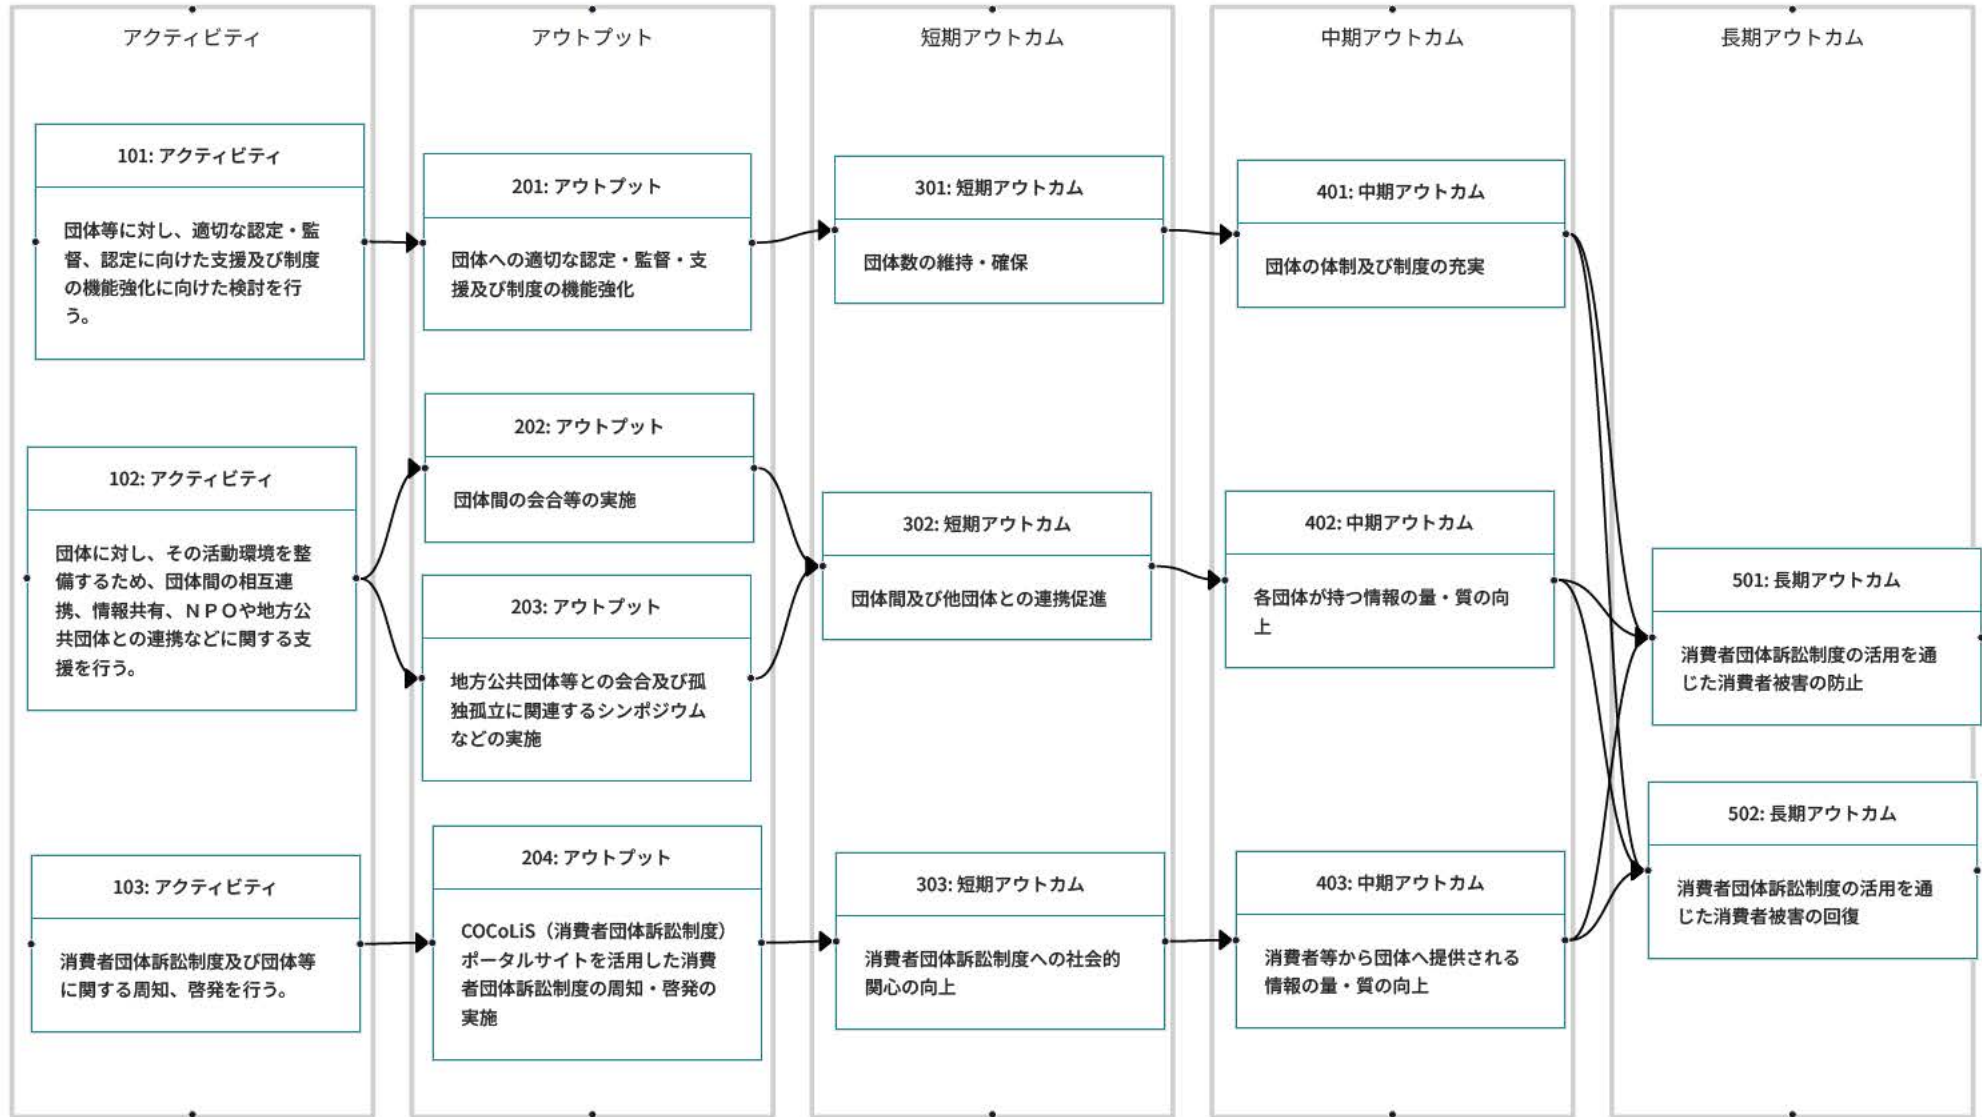 アクティビティ
アウトプット
短期アウトカム
中期アウトカム
長期アウトカム
101: アクティビティ
団体等に対し、適切な認定・監
督、認定に向けた支援及び制度
の機能強化に向けた検討を行
う。
102: アクティビティ
団体に対し、その活動環境を整
備するため、団体間の相互連
携、情報共有、ＮＰＯや地方公
共団体との連携などに関する支
援を行う。
103: アクティビティ
消費者団体訴訟制度及び団体等
に関する周知、啓発を行う。
201: アウトプット
団体への適切な認定・監督・支
援及び制度の機能強化
202: アウトプット
団体間の会合等の実施
203: アウトプット
地方公共団体等との会合及び孤
独孤立に関連するシンポジウム
などの実施
204: アウトプット
COCoLiS（消費者団体訴訟制度）
ポータルサイトを活用した消費
者団体訴訟制度の周知・啓発の
実施
301: 短期アウトカム
団体数の維持・確保
302: 短期アウトカム
団体間及び他団体との連携促進
303: 短期アウトカム
消費者団体訴訟制度への社会的
関心の向上
401: 中期アウトカム
団体の体制及び制度の充実
402: 中期アウトカム
各団体が持つ情報の量・質の向
上
403: 中期アウトカム
消費者等から団体へ提供される
情報の量・質の向上
501: 長期アウトカム
消費者団体訴訟制度の活用を通
じた消費者被害の防止
502: 長期アウトカム
消費者団体訴訟制度の活用を通
じた消費者被害の回復